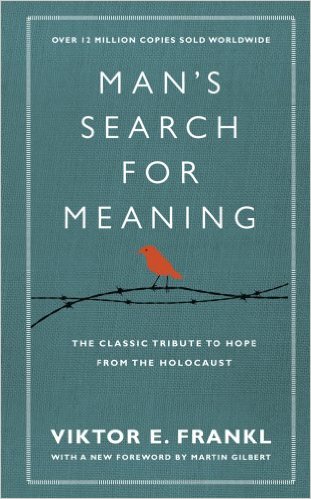 OVER 12 MILLION COPIES SOLD WORLDWIDE
MAN'S
SEARCH
FOR
MEANING
THE CLASSIC TRIBUTE TO HOPE
FROM THE HOLOCAUST
VIKTOR E. FRANKL
WITH A NEW FOREWORD BY MARTIN GILBERT